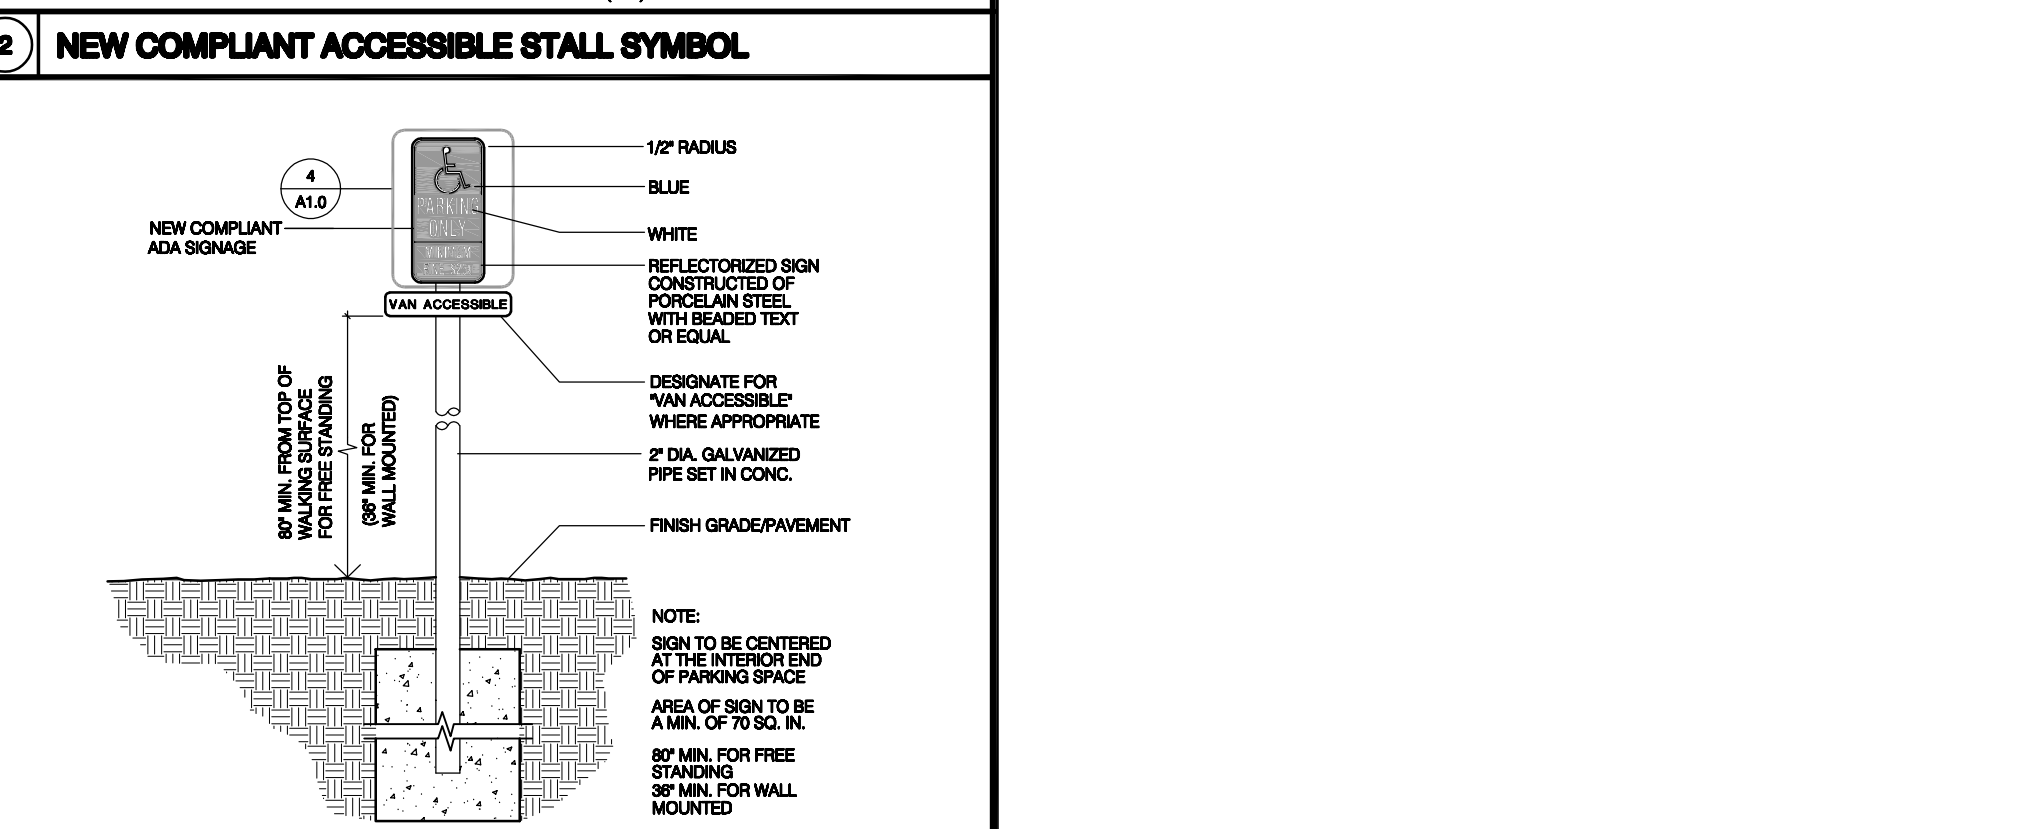 2
NEW COMPLIANT ACCESSIBLE STALL SYMBOL
4
A1.0
NEW COMPLIANT
ADA SIGNAGE
PARKING
ONLY
MINIMUM
VAN ACCESSIBLE
1/2" RADIUS
BLUE
WHITE
REFLECTORIZED SIGN
CONSTRUCTED OF
PORCELAIN STEEL
WITH BEADED TEXT
OR EQUAL
DESIGNATE FOR
"VAN ACCESSIBLE"
WHERE APPROPRIATE
2" DIA. GALVANIZED
PIPE SET IN CONC.
FINISH GRADE/PAVEMENT
80" MIN. FROM TOP OF
WALKING SURFACE
FOR FREE STANDING
(36" MIN. FOR
WALL MOUNTED)
NOTE:
SIGN TO BE CENTERED
AT THE INTERIOR END
OF PARKING SPACE
AREA OF SIGN TO BE
A MIN. OF 70 SQ. IN.
80" MIN. FOR FREE
STANDING
36" MIN. FOR WALL
MOUNTED